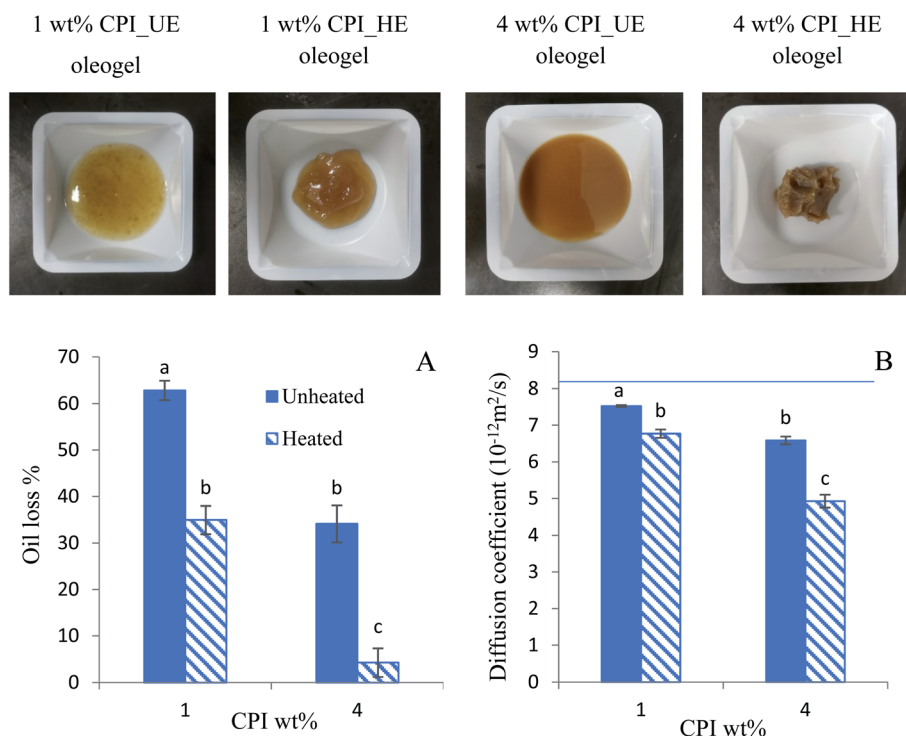 1 wt% CPI_UE
oleogel
1 wt% CPI_HE
oleogel
4 wt% CPI_UE
oleogel
4 wt% CPI_HE
oleogel
A
Oil loss %
70
60
50
40
30
20
10
0
a
b
b
c
Unheated
Heated
1
4
CPI wt%
B
Diffusion coefficient (10⁻¹²m²/s)
9
8
7
6
5
4
3
2
1
0
a
b
b
c
1
4
CPI wt%